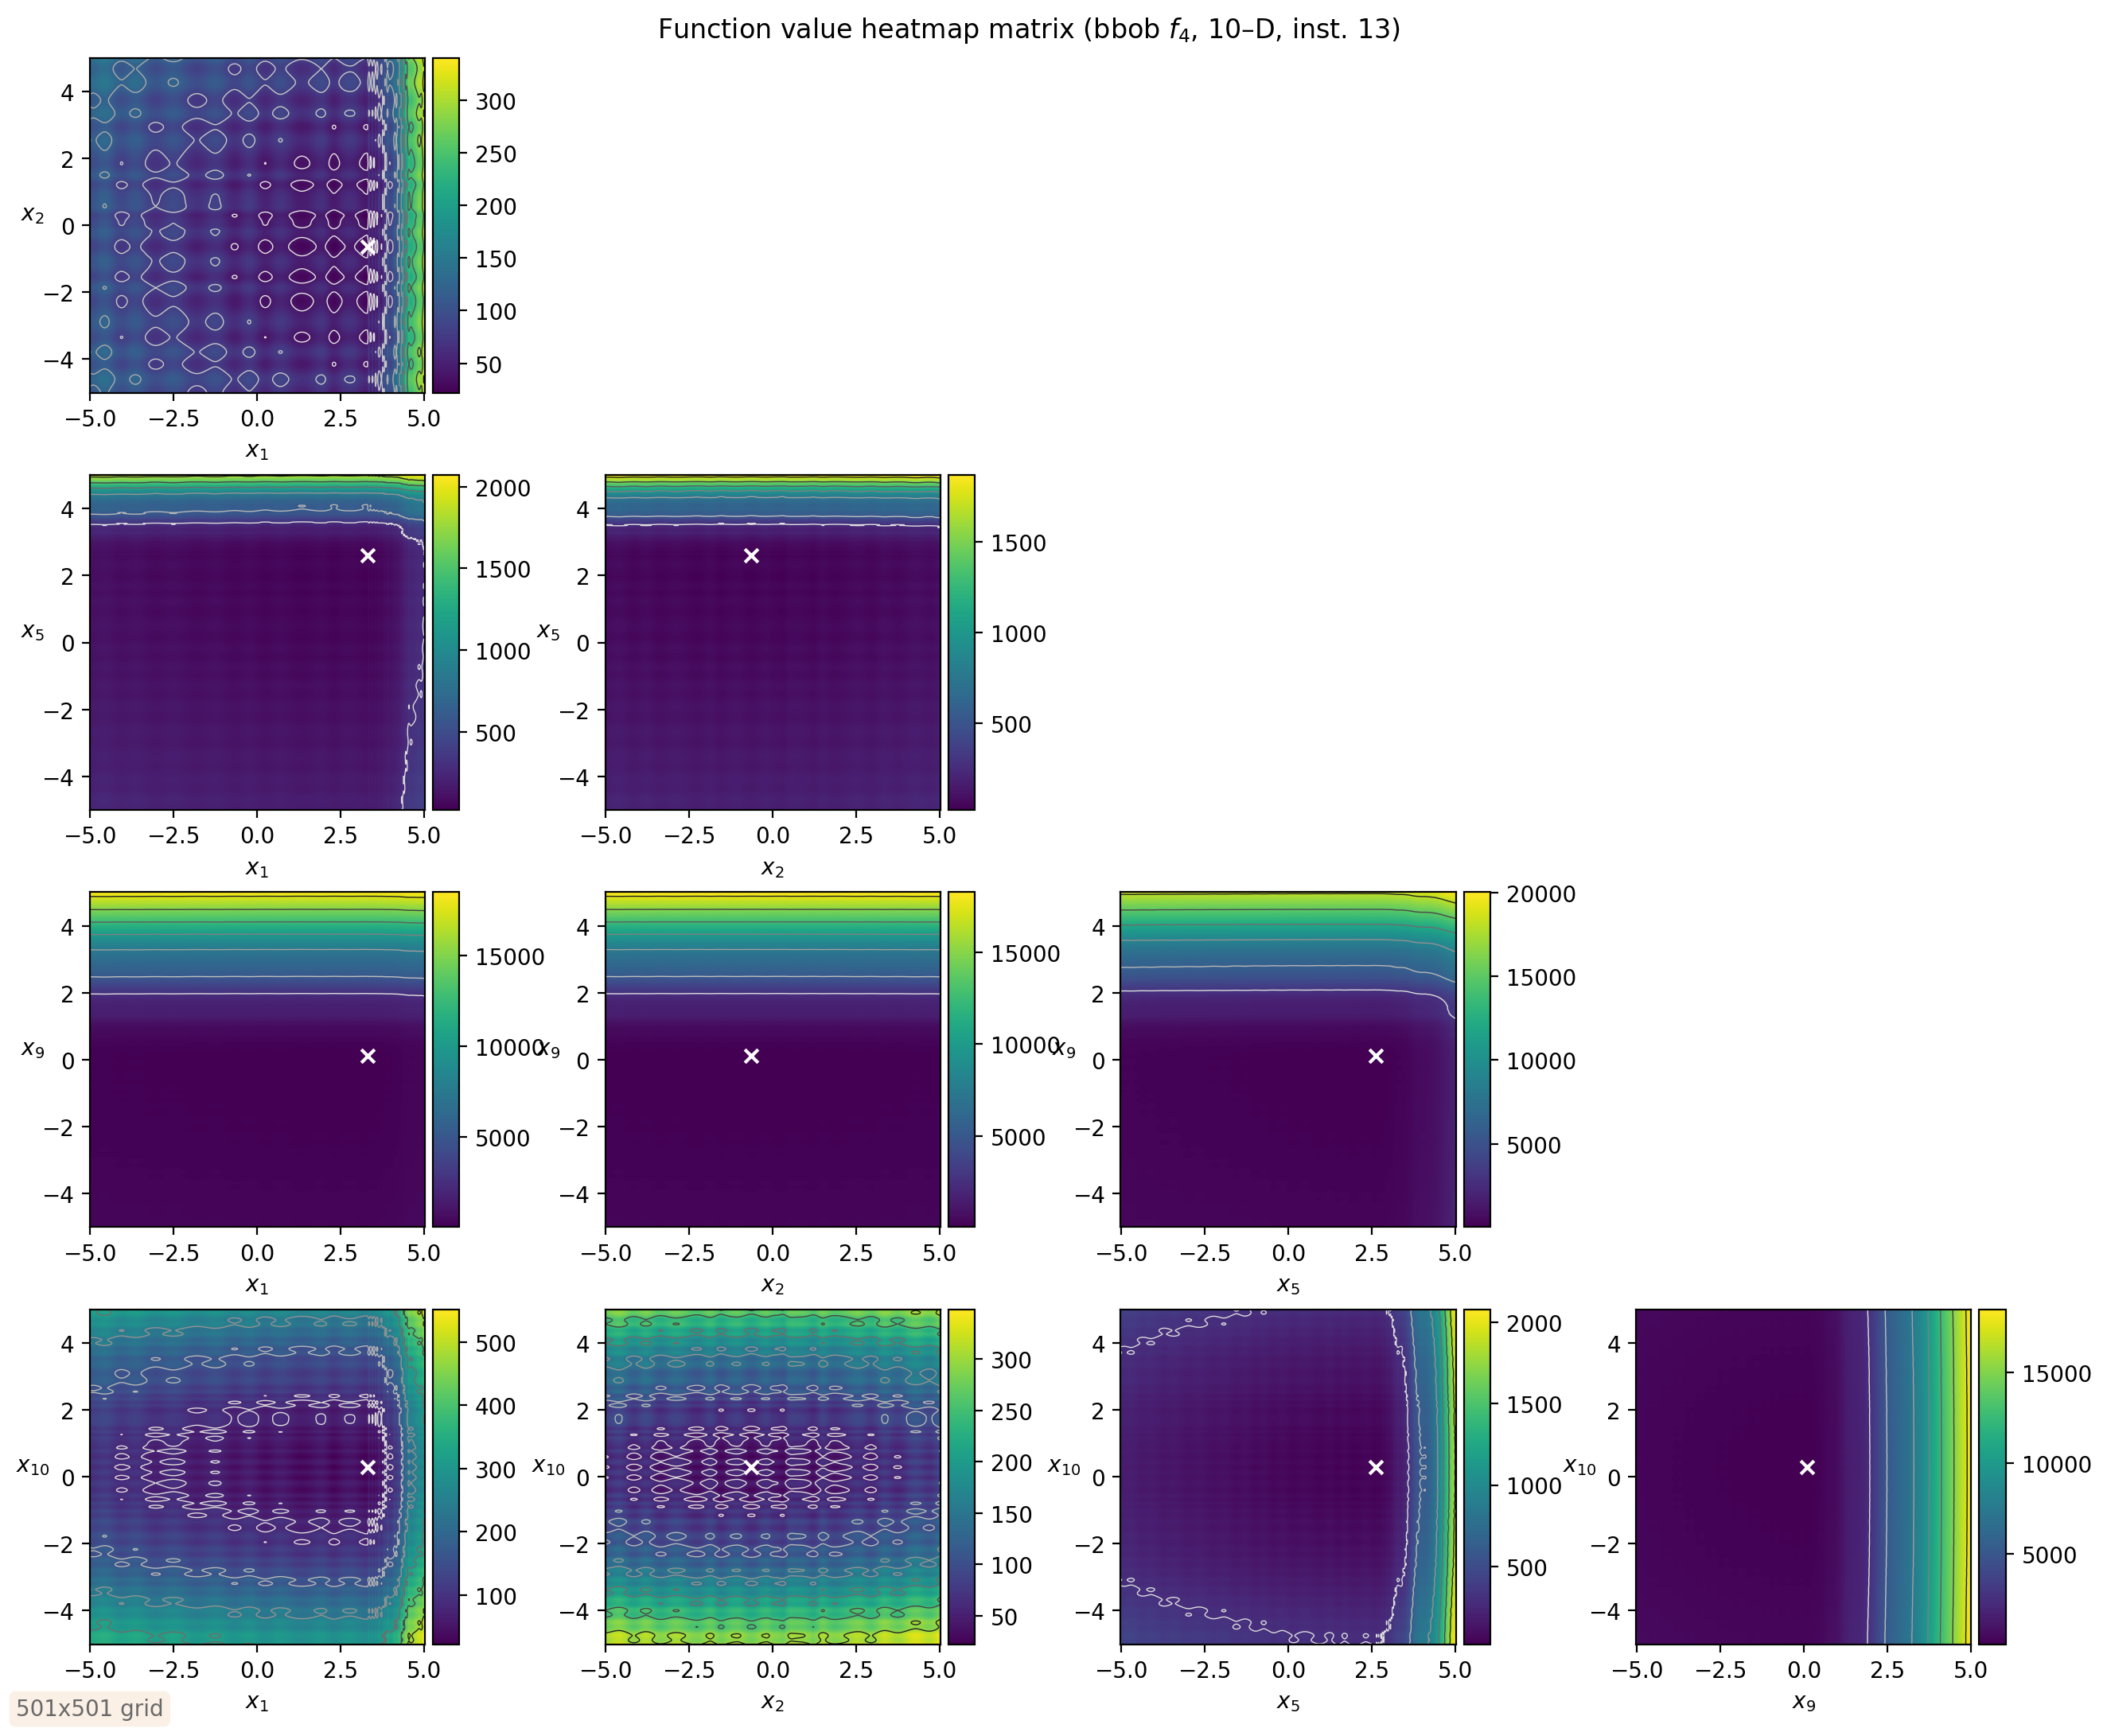 Function value heatmap matrix (bbob f₄, 10–D, inst. 13)
x₂
4
2
0
−2
−4
−5.0 −2.5 0.0 2.5 5.0
x₁
300
250
200
150
100
50
x₅
4
2
0
−2
−4
−5.0 −2.5 0.0 2.5 5.0
x₁
2000
1500
1000
500
x₅
4
2
0
−2
−4
−5.0 −2.5 0.0 2.5 5.0
x₂
1500
1000
500
x₉
4
2
0
−2
−4
−5.0 −2.5 0.0 2.5 5.0
x₁
15000
10000
5000
x₉
4
2
0
−2
−4
−5.0 −2.5 0.0 2.5 5.0
x₂
15000
10000
5000
x₉
4
2
0
−2
−4
−5.0 −2.5 0.0 2.5 5.0
x₅
20000
15000
10000
5000
x₁₀
4
2
0
−2
−4
−5.0 −2.5 0.0 2.5 5.0
x₁
500
400
300
200
100
x₁₀
4
2
0
−2
−4
−5.0 −2.5 0.0 2.5 5.0
x₂
300
250
200
150
100
50
x₁₀
4
2
0
−2
−4
−5.0 −2.5 0.0 2.5 5.0
x₅
2000
1500
1000
500
x₁₀
4
2
0
−2
−4
−5.0 −2.5 0.0 2.5 5.0
x₉
15000
10000
5000
501x501 grid